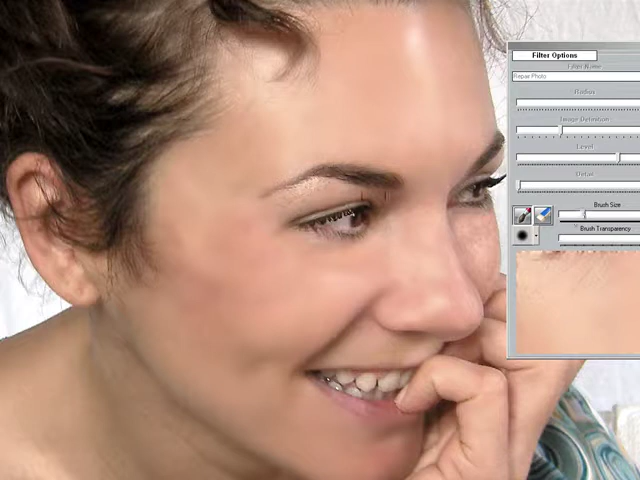 Filter Options
Filter Name
Repair Photo
Radius
Image Definition
Level
Detail
Brush Size
Brush Transparency